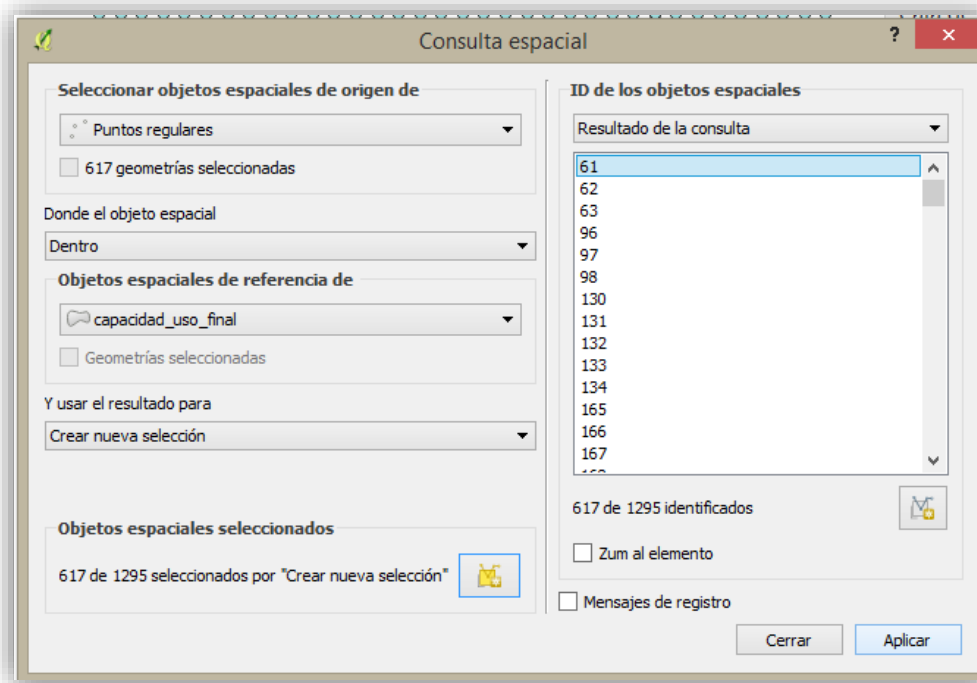 Consulta espacial
?
Seleccionar objetos espaciales de origen de
Puntos regulares
617 geometrías seleccionadas
Donde el objeto espacial
Dentro
Objetos espaciales de referencia de
capacidad_uso_final
Geometrías seleccionadas
Y usar el resultado para
Crear nueva selección
Objetos espaciales seleccionados
617 de 1295 seleccionados por "Crear nueva selección"
ID de los objetos espaciales
Resultado de la consulta
61
62
63
96
97
98
130
131
132
133
134
165
166
167
617 de 1295 identificados
Zum al elemento
Mensajes de registro
Cerrar
Aplicar